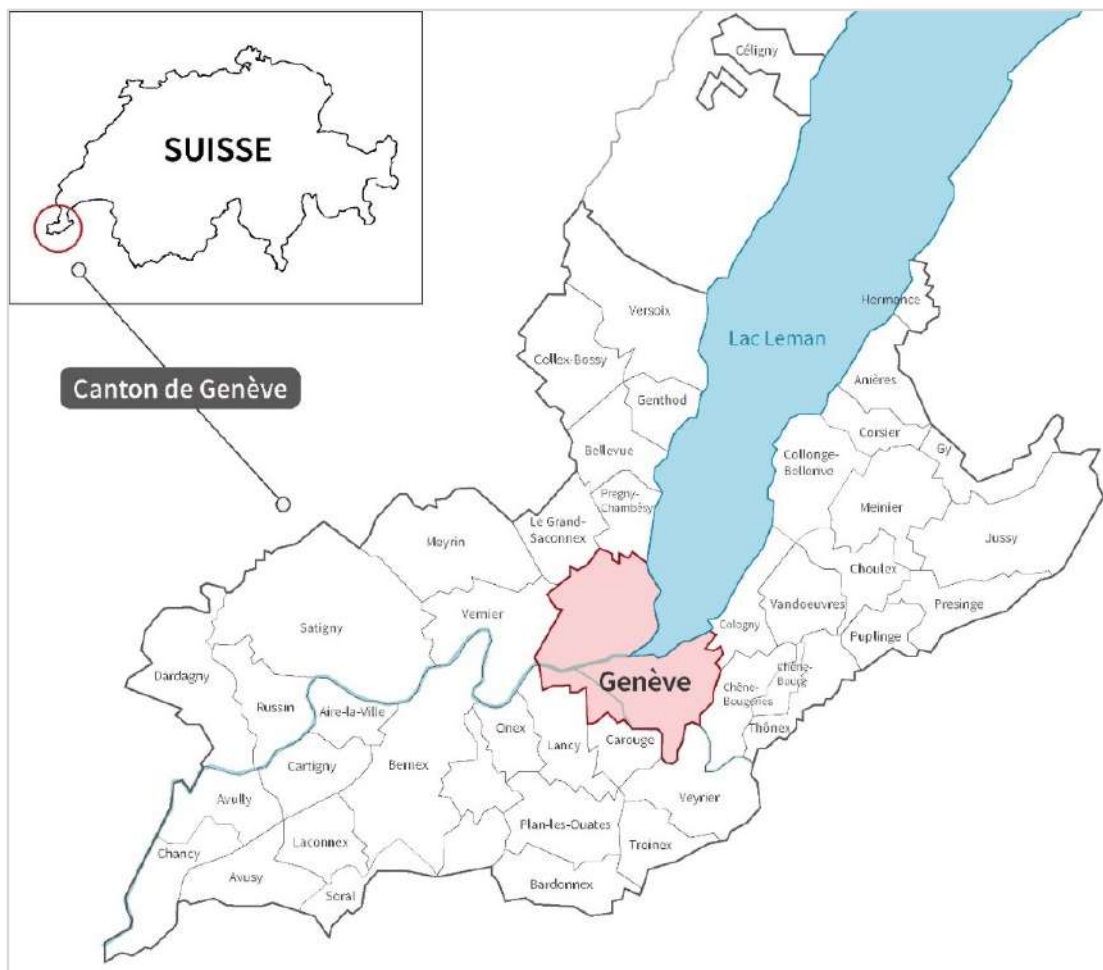 SUISSE
Canton de Genève
Céligny
Lac Leman
Hermance
Versoix
Collex-Bossy
Genthod
Anières
Corsier
Gy
Bellevue
Collonge-
Bellerive
Pregny-
Chambésy
Le Grand-
Saconnex
Meinier
Jussy
Meyrin
Choulex
Vandoeuvres
Presinge
Vernier
Satigny
Cologny
Puplinge
Genève
Chêne-
Bourg
Chêne-
Bougeries
Dardagny
Russin
Aire-la-Ville
Onex
Lancy
Carouge
Thônex
Cartigny
Bernex
Avully
Veyrier
Plan-les-Ouates
Troinex
Chancy
Laconnex
Avusy
Soral
Bardonnex